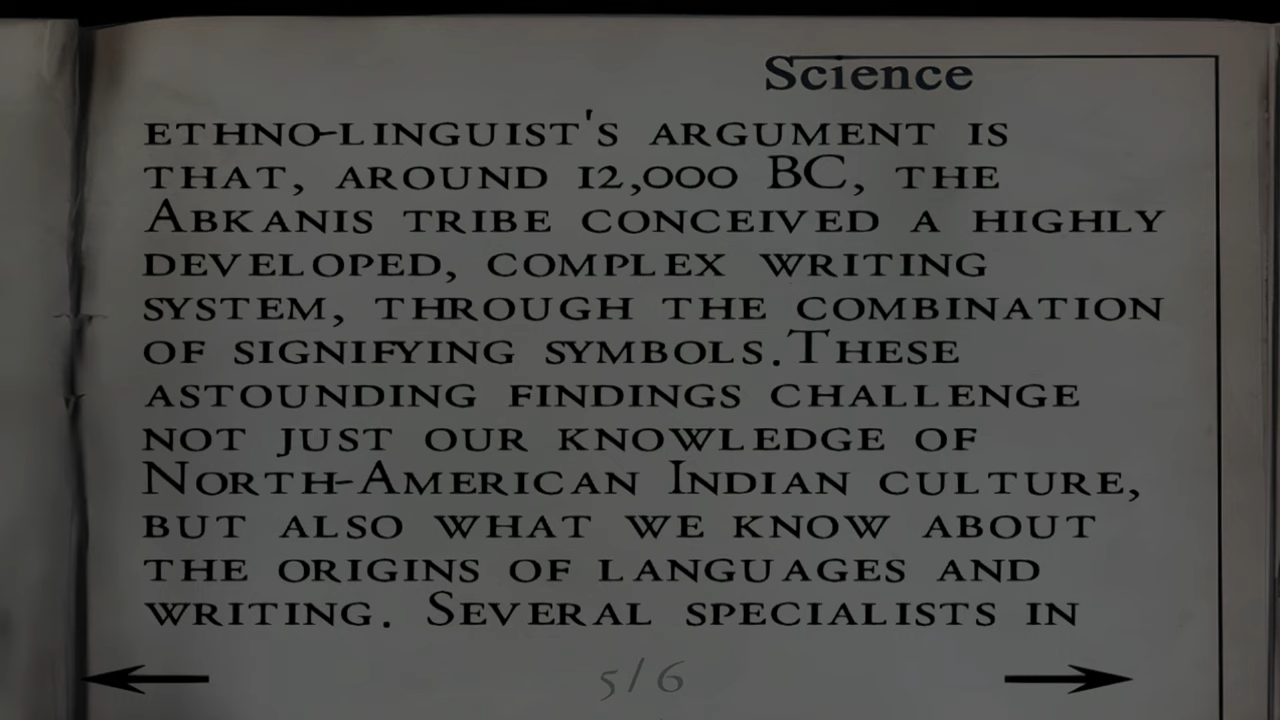 Science
ETHNO-LINGUIST'S ARGUMENT IS
THAT, AROUND 12,000 BC, THE
ABKANIS TRIBE CONCEIVED A HIGHLY
DEVELOPED, COMPLEX WRITING
SYSTEM, THROUGH THE COMBINATION
OF SIGNIFYING SYMBOLS.THESE
ASTOUNDING FINDINGS CHALLENGE
NOT JUST OUR KNOWLEDGE OF
NORTH-AMERICAN INDIAN CULTURE,
BUT ALSO WHAT WE KNOW ABOUT
THE ORIGINS OF LANGUAGES AND
WRITING. SEVERAL SPECIALISTS IN
5/6